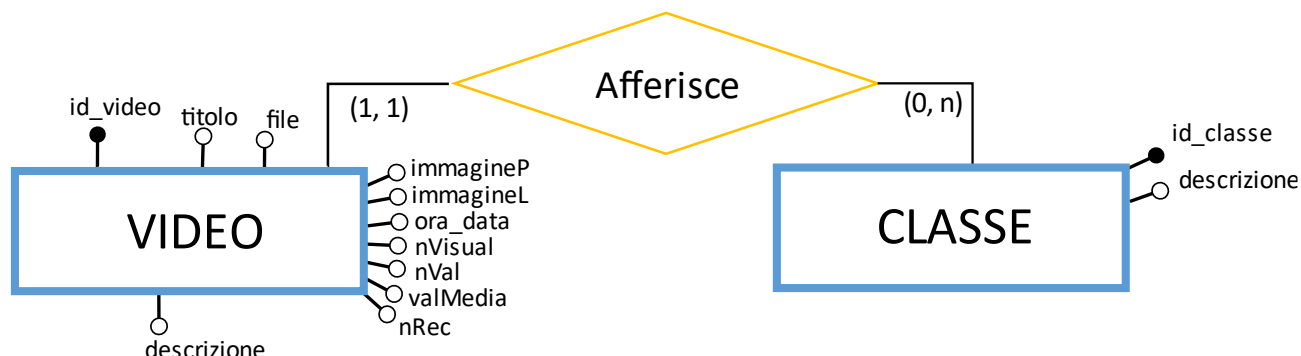 Afferisce
(1, 1)
(0, n)
id_video
titolo
file
id_classe
descrizione
immagineP
immagineL
ora_data
nVisual
nVal
valMedia
nRec
VIDEO
CLASSE
descrizione